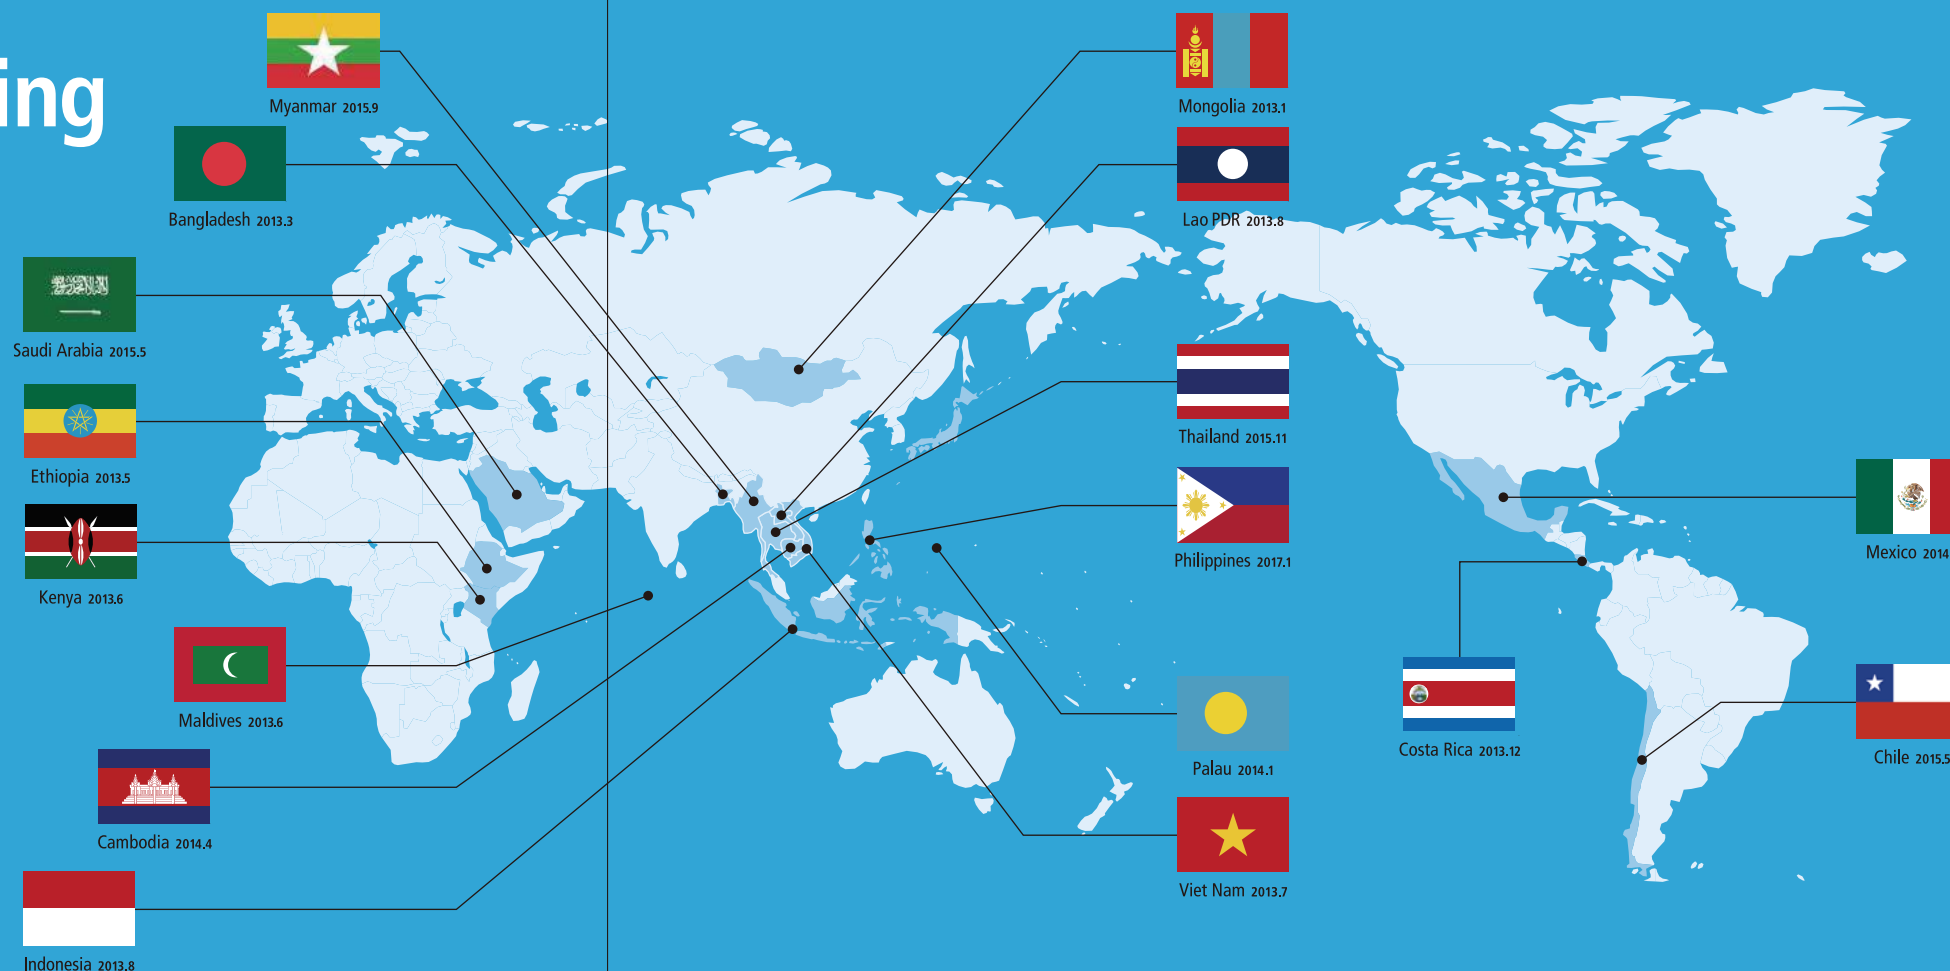 ing
Myanmar 2015.9
Bangladesh 2013.3
Saudi Arabia 2015.5
Ethiopia 2013.5
Kenya 2013.6
Maldives 2013.6
Cambodia 2014.4
Indonesia 2013.8
Mongolia 2013.1
Lao PDR 2013.8
Thailand 2015.11
Philippines 2017.1
Palau 2014.1
Viet Nam 2013.7
Mexico 2014
Costa Rica 2013.12
Chile 2015.5